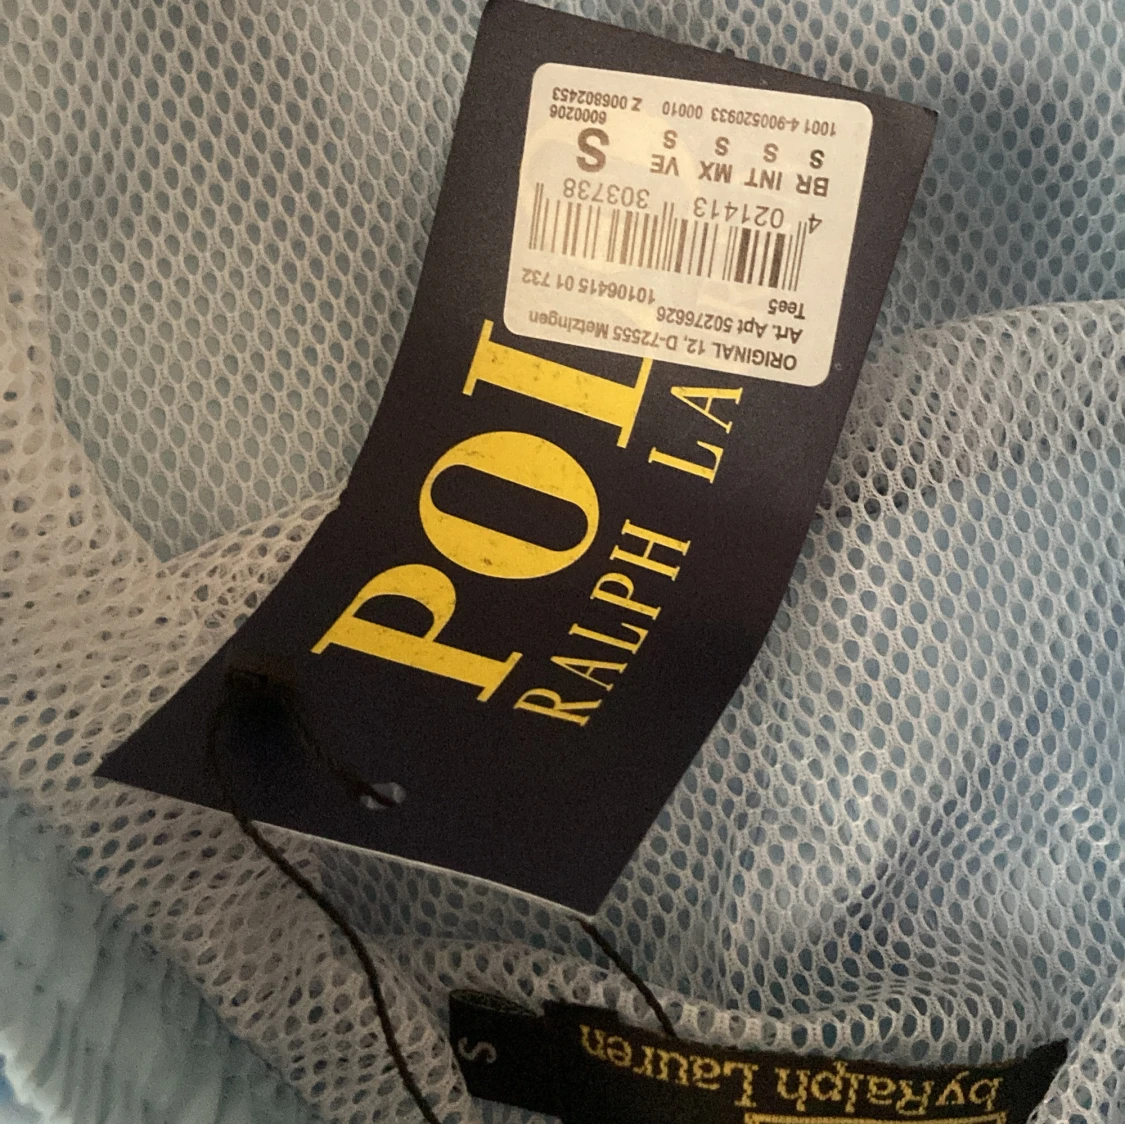 ORIGINAL 12, D-72555 Metzingen
Art. Apt 50276626
Tee5 10106415 01 732
4 021413 303738
BR INT MX VE S
S S S S 6000206
1001 4-900520933 00010 Z 006802453
POL
RALPH LA
byRalph Lauren
S